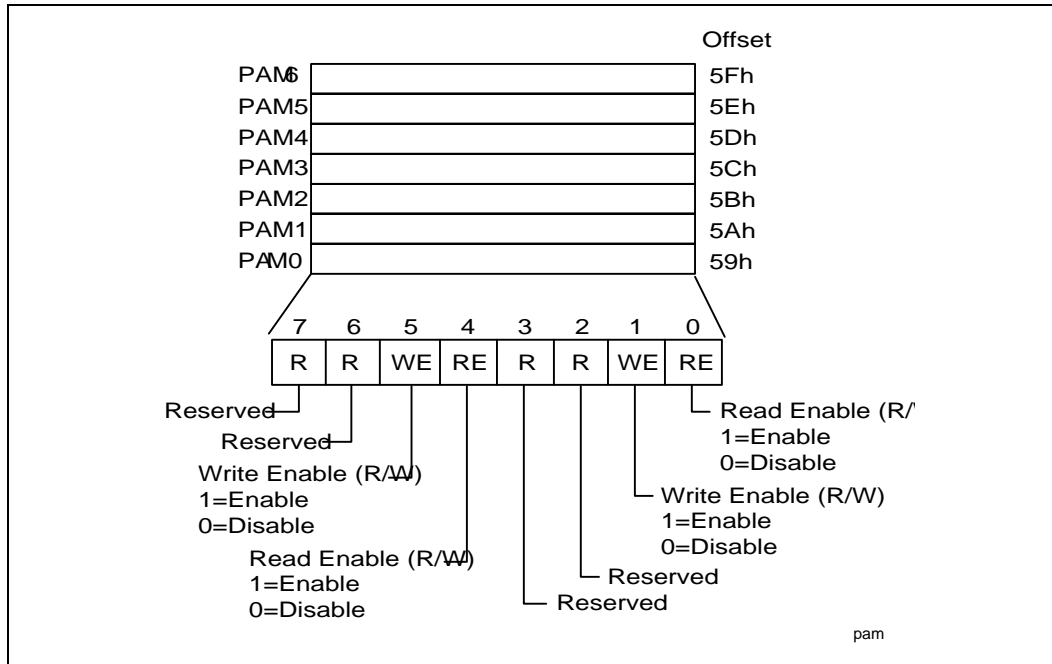 Offset
PAM6 5Fh
PAM5 5Eh
PAM4 5Dh
PAM3 5Ch
PAM2 5Bh
PAM1 5Ah
PAM0 59h
7 6 5 4 3 2 1 0
R R WE RE R R WE RE
Reserved
Reserved
Write Enable (R/W)
1=Enable
0=Disable
Read Enable (R/W)
1=Enable
0=Disable
Reserved
Reserved
Write Enable (R/W)
1=Enable
0=Disable
Read Enable (R/
1=Enable
0=Disable
pam